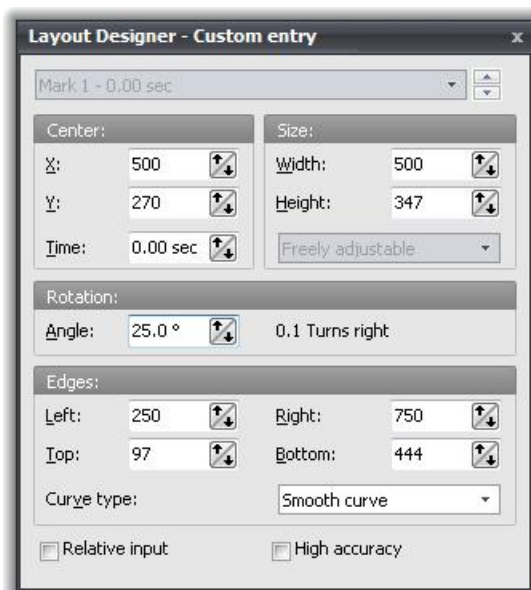 Layout Designer - Custom entry x
Mark 1 - 0.00 sec
Center: Size:
X: 500 Width: 500
Y: 270 Height: 347
Time: 0.00 sec Freely adjustable
Rotation:
Angle: 25.0 ° 0.1 Turns right
Edges:
Left: 250 Right: 750
Top: 97 Bottom: 444
Curve type: Smooth curve
Relative input High accuracy